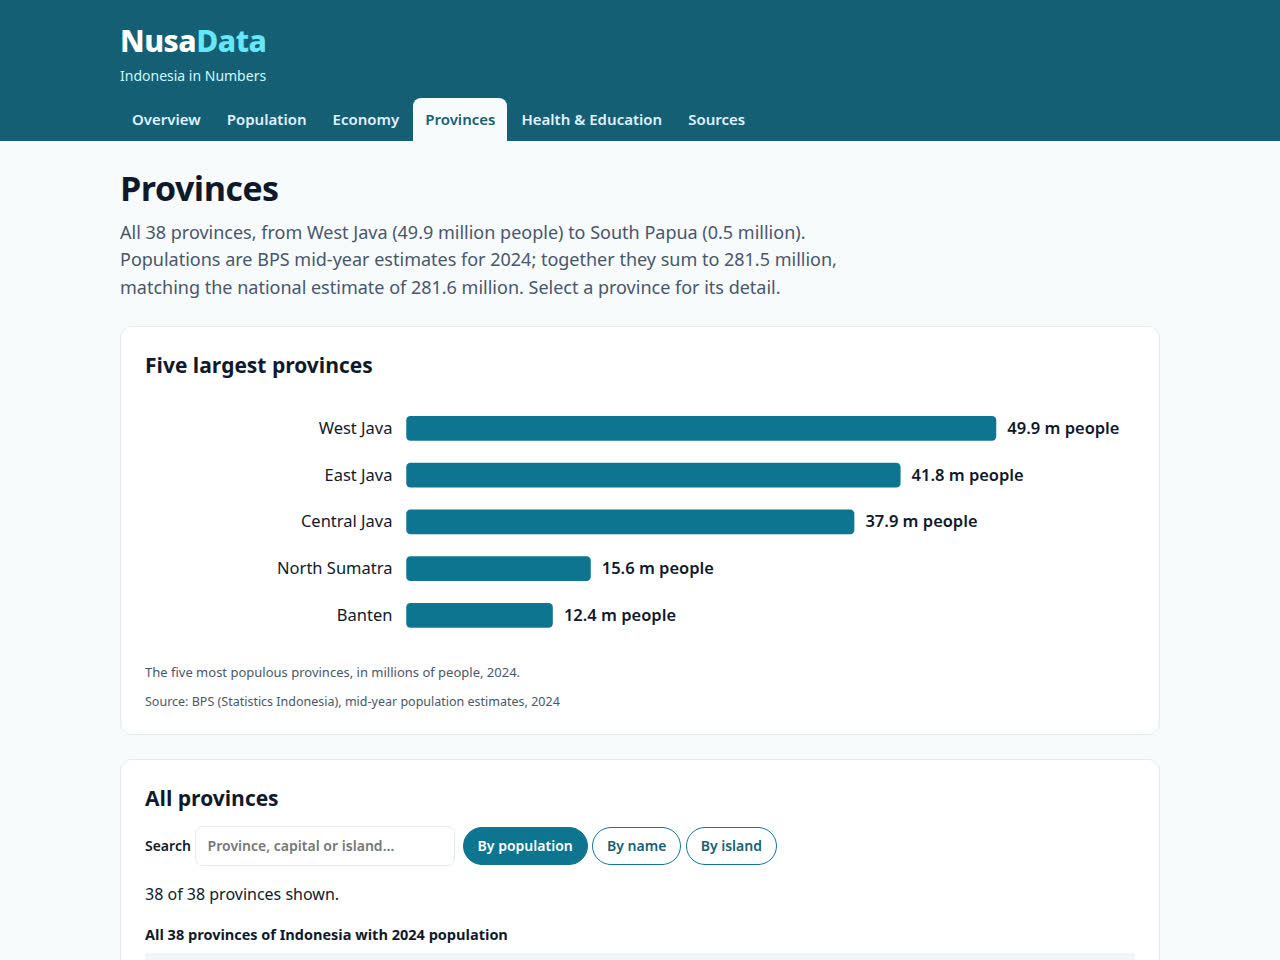 NusaData
Indonesia in Numbers
Overview Population Economy Provinces Health & Education Sources
Provinces
All 38 provinces, from West Java (49.9 million people) to South Papua (0.5 million).
Populations are BPS mid-year estimates for 2024; together they sum to 281.5 million,
matching the national estimate of 281.6 million. Select a province for its detail.
Five largest provinces
West Java 49.9 m people
East Java 41.8 m people
Central Java 37.9 m people
North Sumatra 15.6 m people
Banten 12.4 m people
The five most populous provinces, in millions of people, 2024.
Source: BPS (Statistics Indonesia), mid-year population estimates, 2024
All provinces
Search Province, capital or island... By population By name By island
38 of 38 provinces shown.
All 38 provinces of Indonesia with 2024 population